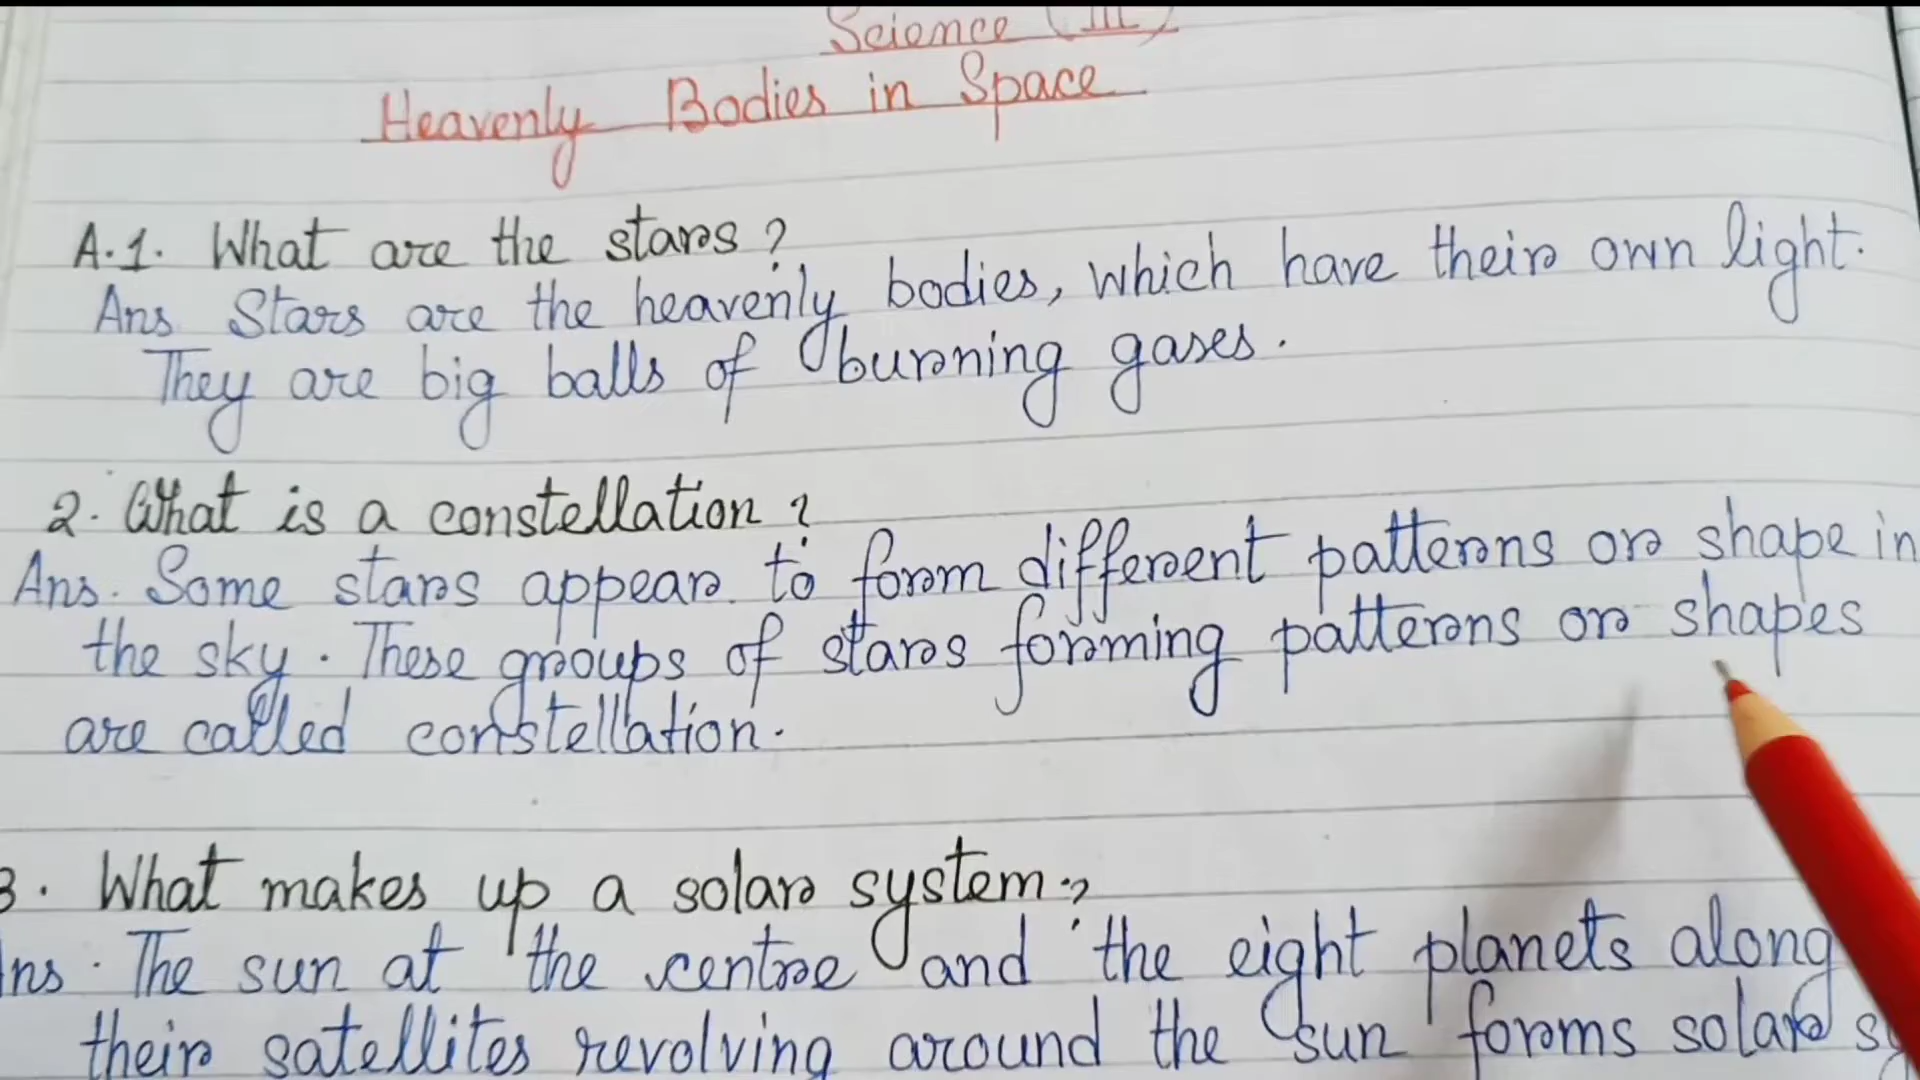 Science (III)
Heavenly Bodies in Space
A.1. What are the stars?
Ans Stars are the heavenly bodies, which have their own light.
They are big balls of burning gases.
2. What is a constellation?
Ans. Some stars appear to form different patterns or shape in
the sky. These groups of stars forming patterns or shapes
are called constellation.
3. What makes up a solar system?
Ans. The sun at the centre and the eight planets along
their satellites revolving around the sun forms solar